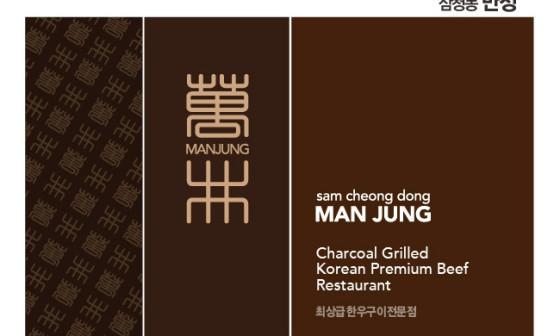 삼청동 만정
萬
MANJUNG
sam cheong dong
MAN JUNG
Charcoal Grilled
Korean Premium Beef
Restaurant
최상급한우구이전문점